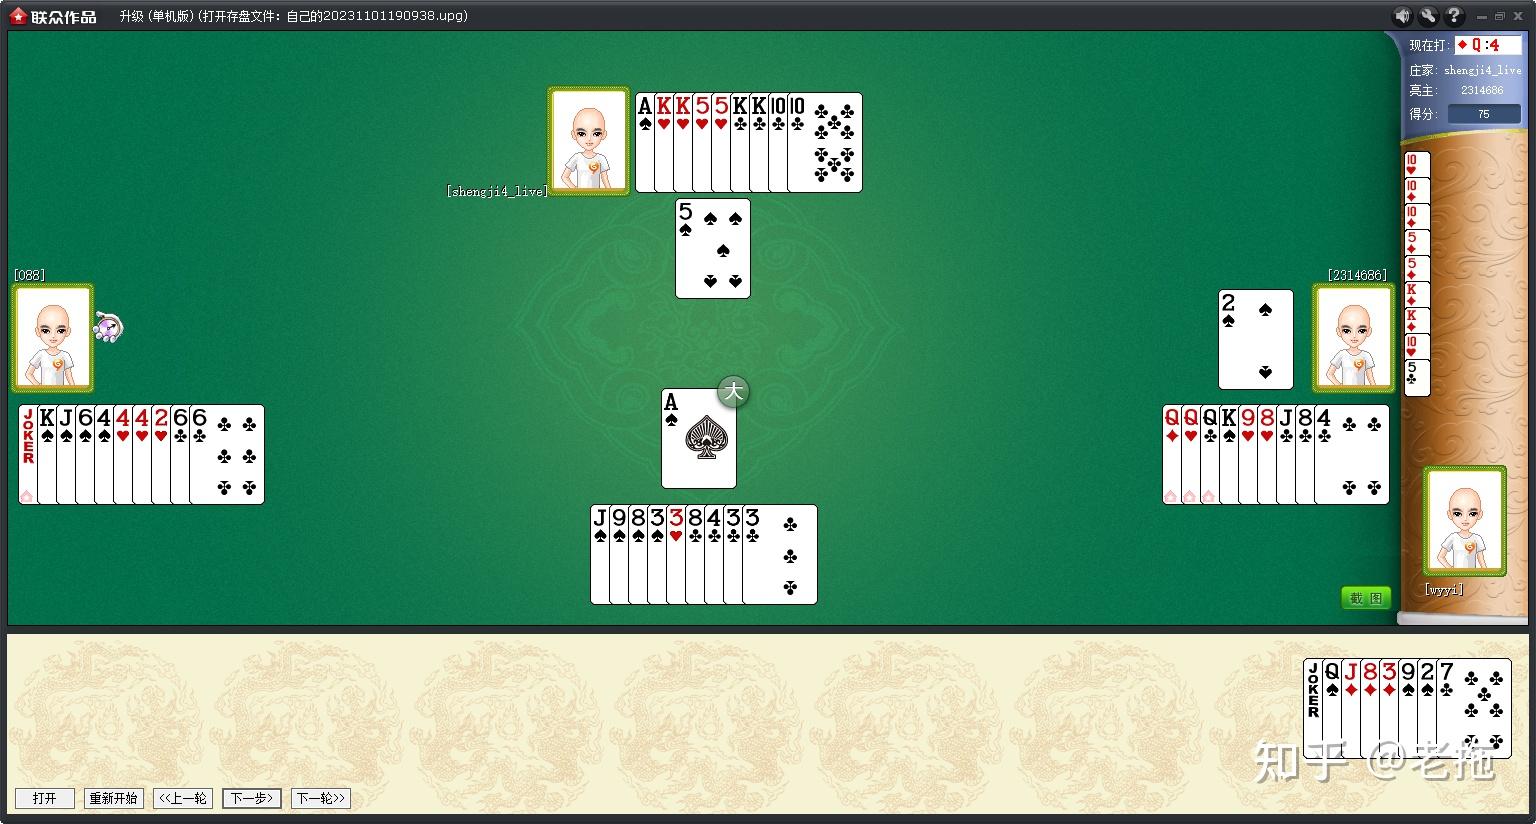 联众作品 升级 (单机版) (打开存盘文件：自己的20231101190938.upg)
现在打: ♦ Q :4
庄家: shengji4_live
亮主: 2314686
得分: 75
A K K 5 5 K K 10 10
[shengji4_live]
5
[088]
[2314686]
2
10
10
10
5
5
K
K
10
5
大
A
JOKER K J 6 4 4 4 2 6 6
Q Q Q K 9 8 J 8 4
J 9 8 3 3 8 4 3 3
截 图
[wyyi]
JOKER Q J 8 3 9 2 7
知乎 @老拖
打开 重新开始 <<上一轮 下一步> 下一轮>>